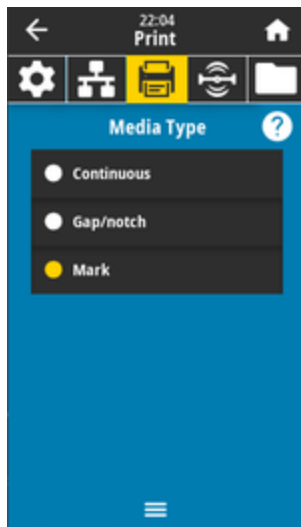 22:04
Print
Media Type
?
Continuous
Gap/notch
Mark